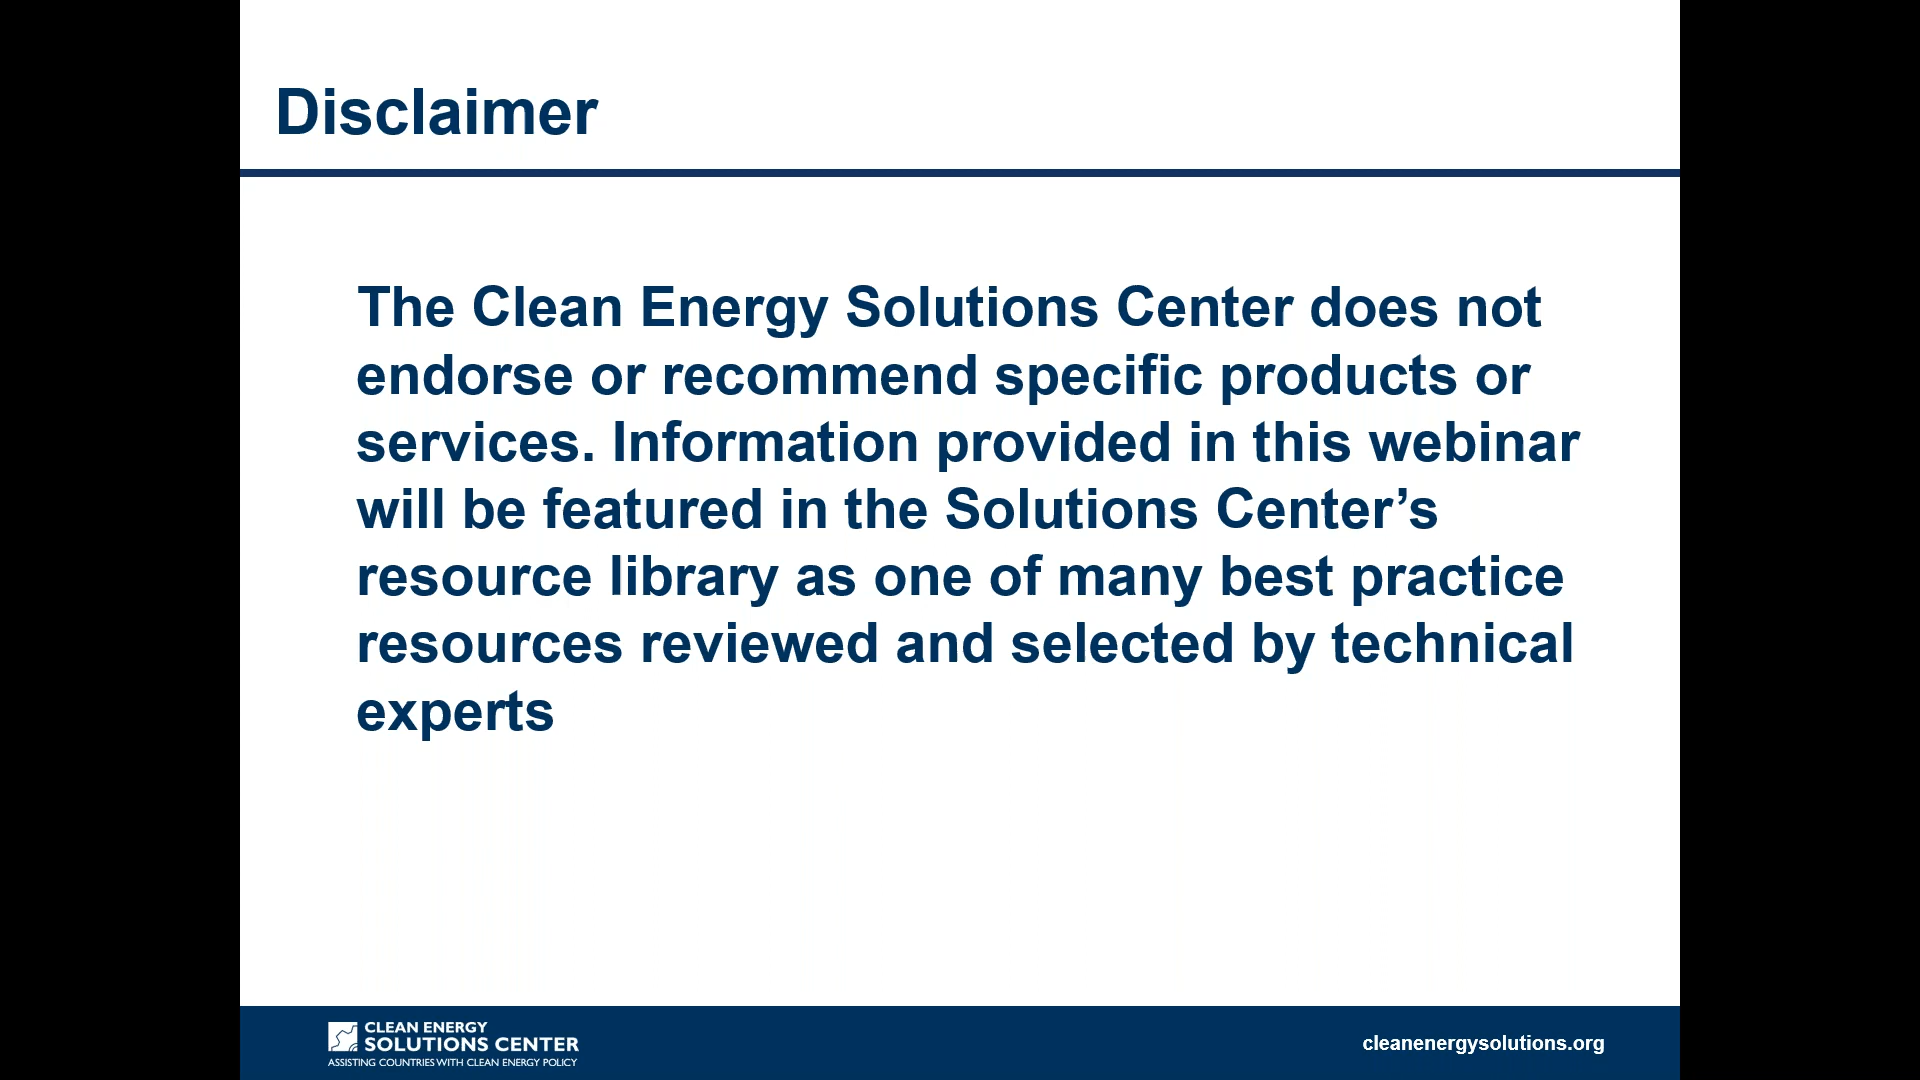 Disclaimer
The Clean Energy Solutions Center does not
endorse or recommend specific products or
services. Information provided in this webinar
will be featured in the Solutions Center’s
resource library as one of many best practice
resources reviewed and selected by technical
experts
CLEAN ENERGY
SOLUTIONS CENTER
ASSISTING COUNTRIES WITH CLEAN ENERGY POLICY
cleanenergysolutions.org